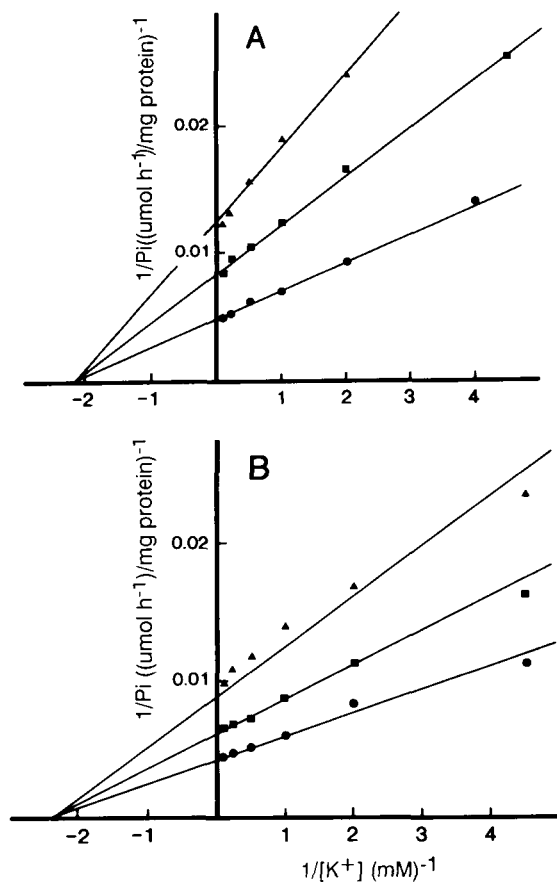 A
1/Pi((umol h⁻¹)/mg protein)⁻¹
0.02
0.01
−2 −1 1 2 3 4
B
1/Pi ((umol h⁻¹)/mg protein)⁻¹
0.02
0.01
−2 −1 1 2 3 4
1/[K⁺] (mM)⁻¹